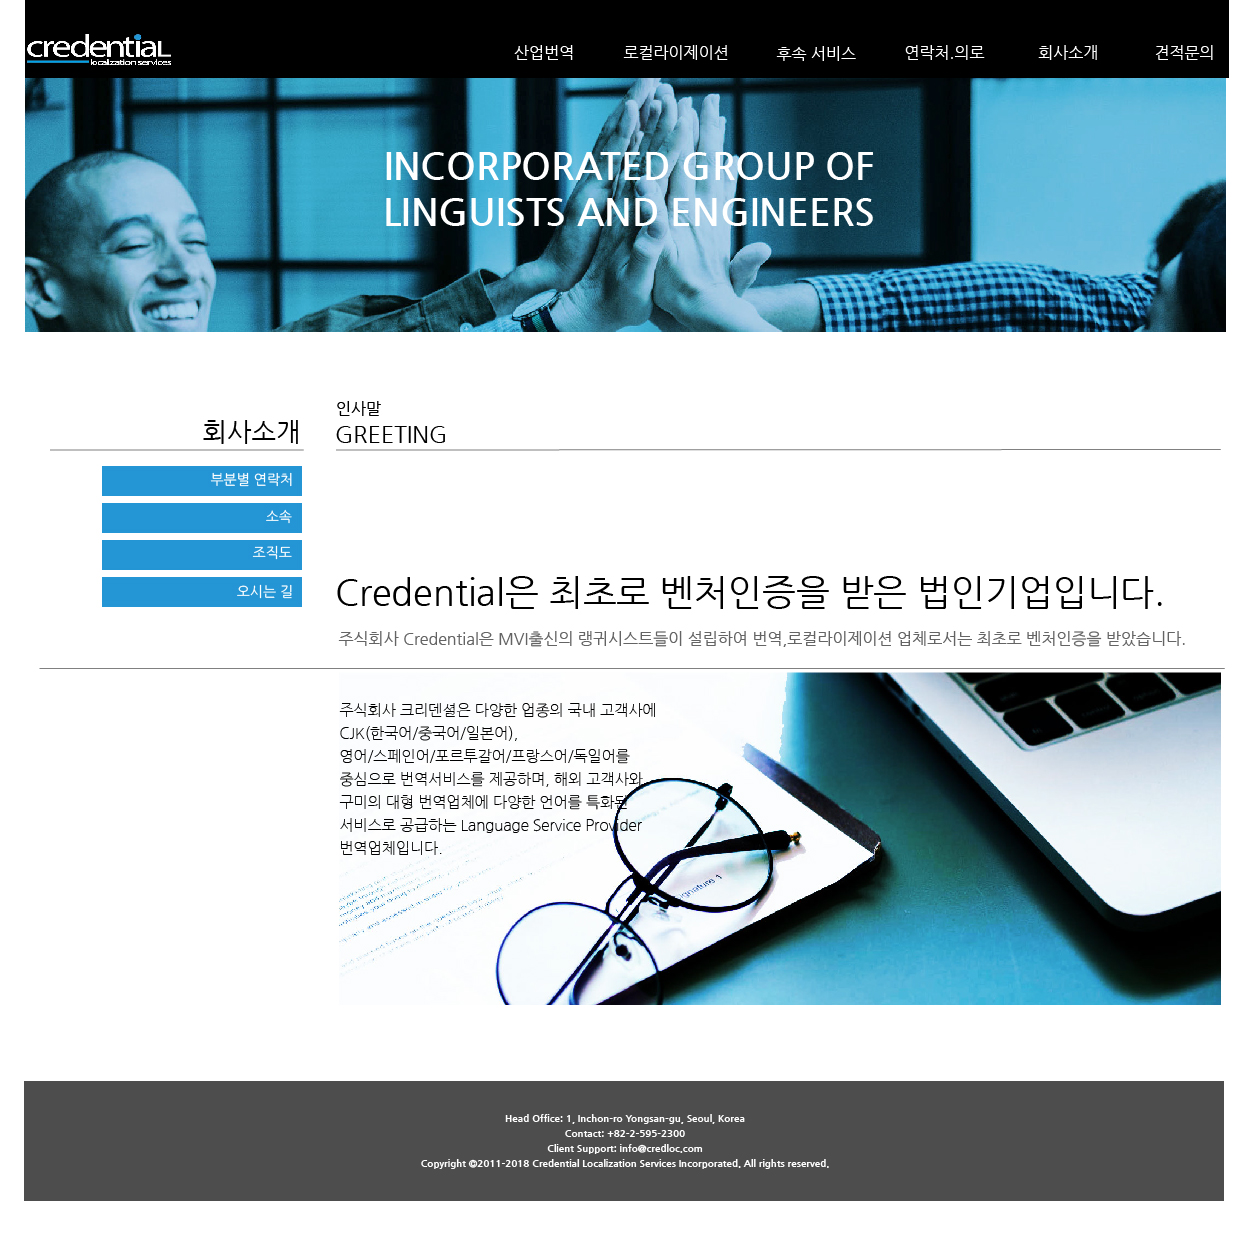 credential
localization services
산업번역 로컬라이제이션 후속 서비스 연락처.의로 회사소개 견적문의
INCORPORATED GROUP OF
LINGUISTS AND ENGINEERS
회사소개
부분별 연락처
소속
조직도
오시는 길
인사말
GREETING
Credential은 최초로 벤처인증을 받은 법인기업입니다.
주식회사 Credential은 MVI출신의 랭귀시스트들이 설립하여 번역,로컬라이제이션 업체로서는 최초로 벤처인증을 받았습니다.
주식회사 크리덴셜은 다양한 업종의 국내 고객사에
CJK(한국어/중국어/일본어),
영어/스페인어/포르투갈어/프랑스어/독일어를
중심으로 번역서비스를 제공하며, 해외 고객사와
구미의 대형 번역업체에 다양한 언어를 특화된
서비스로 공급하는 Language Service Provider
번역업체입니다.
Head Office: 1, Inchon-ro Yongsan-gu, Seoul, Korea
Contact: +82-2-595-2300
Client Support: info@credloc.com
Copyright ©2011-2018 Credential Localization Services Incorporated. All rights reserved.